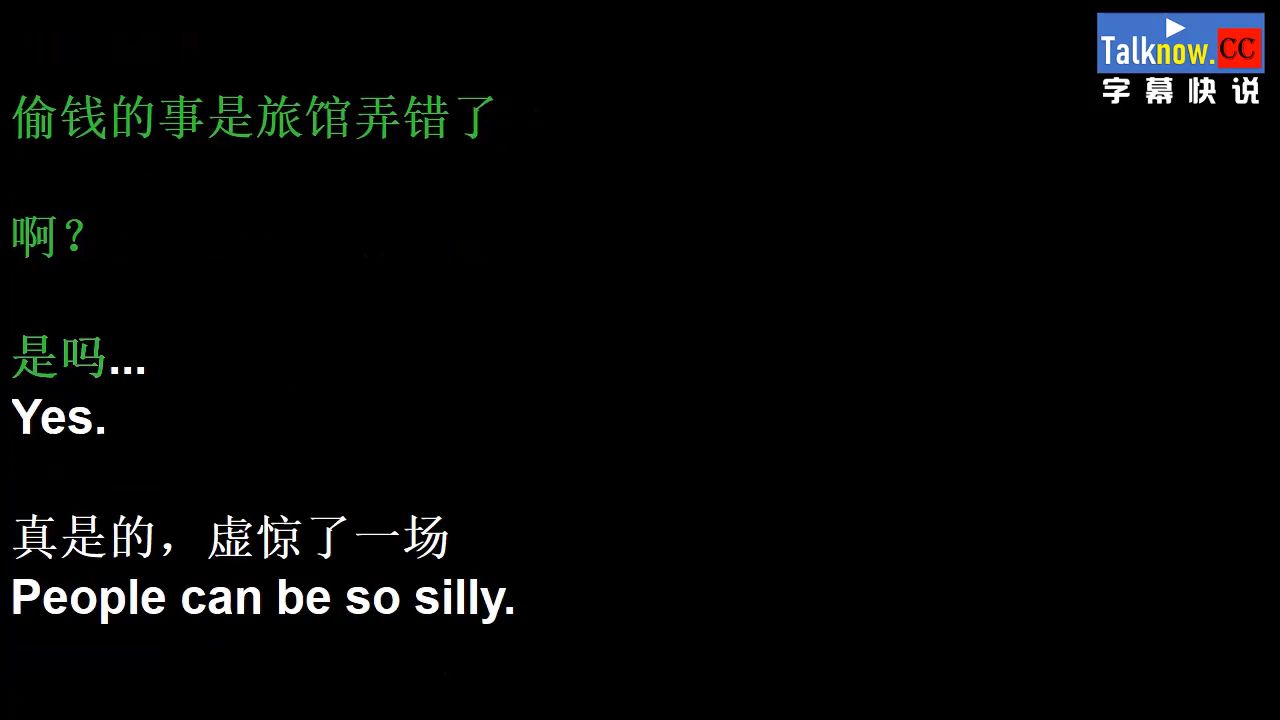 Talknow.CC
字幕快说
偷钱的事是旅馆弄错了
啊？
是吗...
Yes.
真是的，虚惊了一场
People can be so silly.